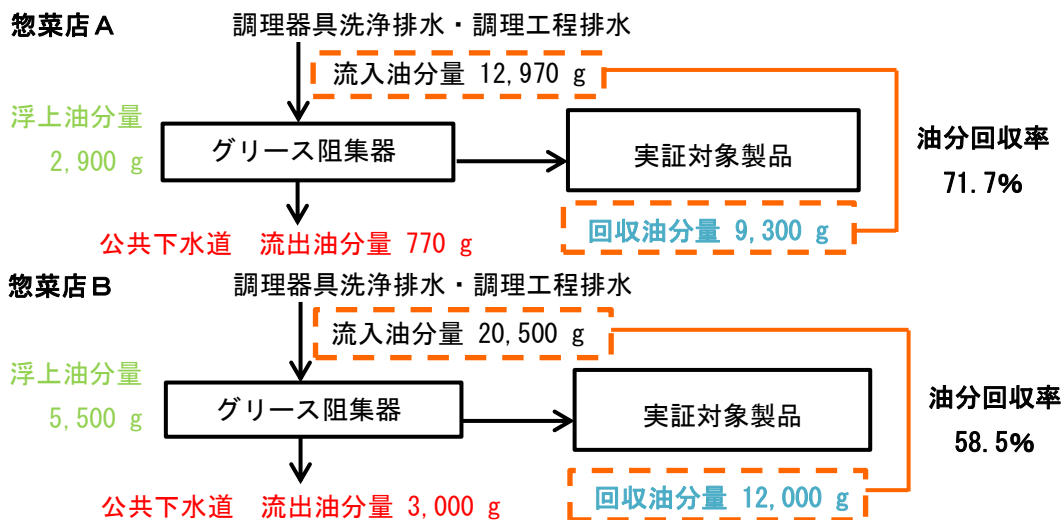 惣菜店A
調理器具洗浄排水・調理工程排水
流入油分量 12,970 g
浮上油分量
2,900 g
グリース阻集器
実証対象製品
油分回収率
71.7%
公共下水道 流出油分量 770 g
回収油分量 9,300 g
惣菜店B
調理器具洗浄排水・調理工程排水
流入油分量 20,500 g
浮上油分量
5,500 g
グリース阻集器
実証対象製品
油分回収率
58.5%
公共下水道 流出油分量 3,000 g
回収油分量 12,000 g